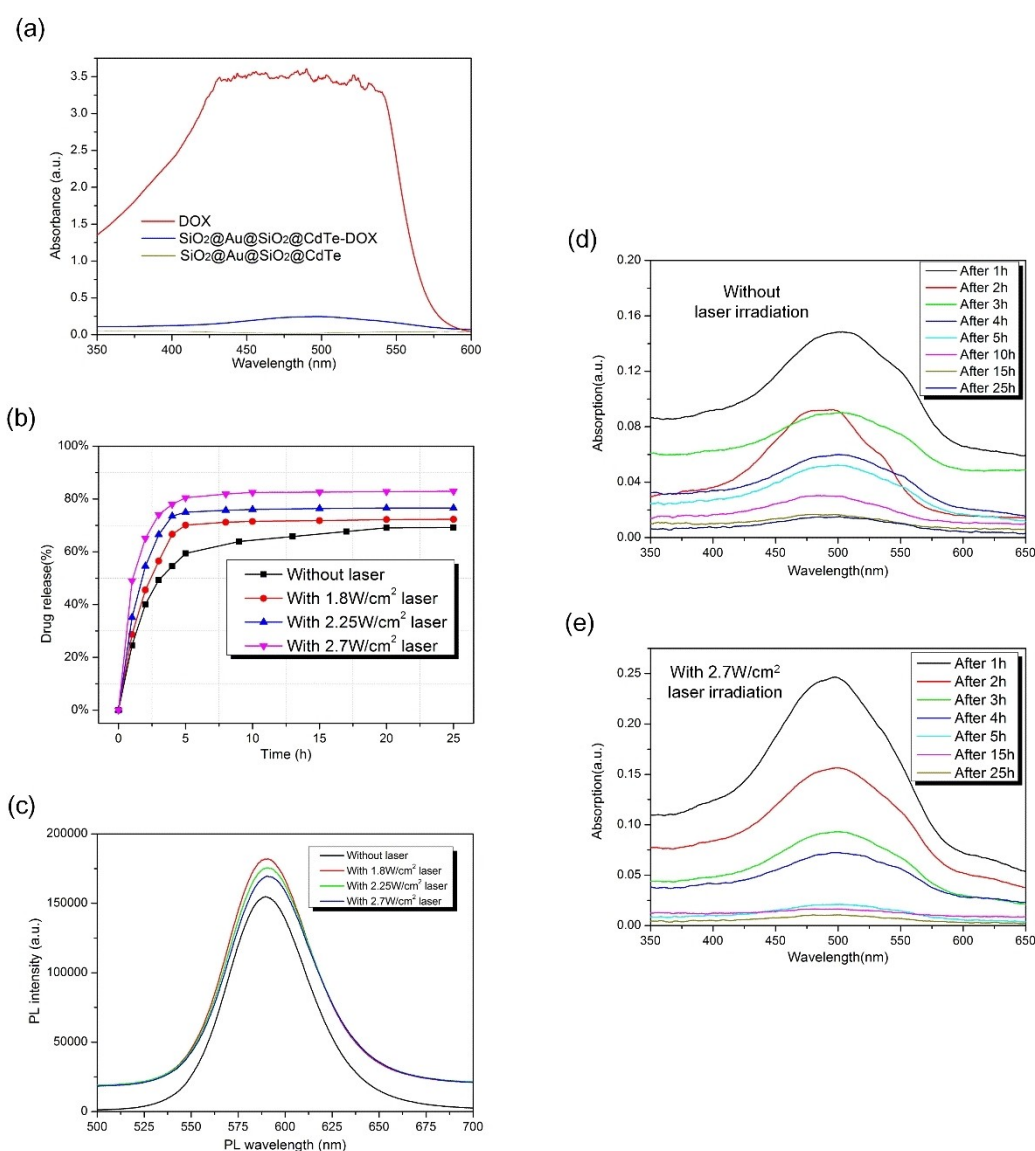 (a)
3.5
3.0
2.5
2.0
1.5
1.0
0.5
0.0
Absorbance (a.u.)
DOX
SiO₂@Au@SiO₂@CdTe-DOX
SiO₂@Au@SiO₂@CdTe
350 400 450 500 550 600
Wavelength (nm)
(b)
100%
80%
60%
40%
20%
0%
Drug release(%)
Without laser
With 1.8W/cm² laser
With 2.25W/cm² laser
With 2.7W/cm² laser
0 5 10 15 20 25
Time (h)
(c)
200000
150000
100000
50000
0
PL intensity (a.u.)
Without laser
With 1.8W/cm² laser
With 2.25W/cm² laser
With 2.7W/cm² laser
500 525 550 575 600 625 650 675 700
PL wavelength (nm)
(d)
0.20
0.16
0.12
0.08
0.04
0.00
Absorption(a.u.)
Without
laser irradiation
After 1h
After 2h
After 3h
After 4h
After 5h
After 10h
After 15h
After 25h
350 400 450 500 550 600 650
Wavelength(nm)
(e)
0.25
0.20
0.15
0.10
0.05
0.00
Absorption(a.u.)
With 2.7W/cm²
laser irradiation
After 1h
After 2h
After 3h
After 4h
After 5h
After 15h
After 25h
350 400 450 500 550 600 650
Wavelength(nm)